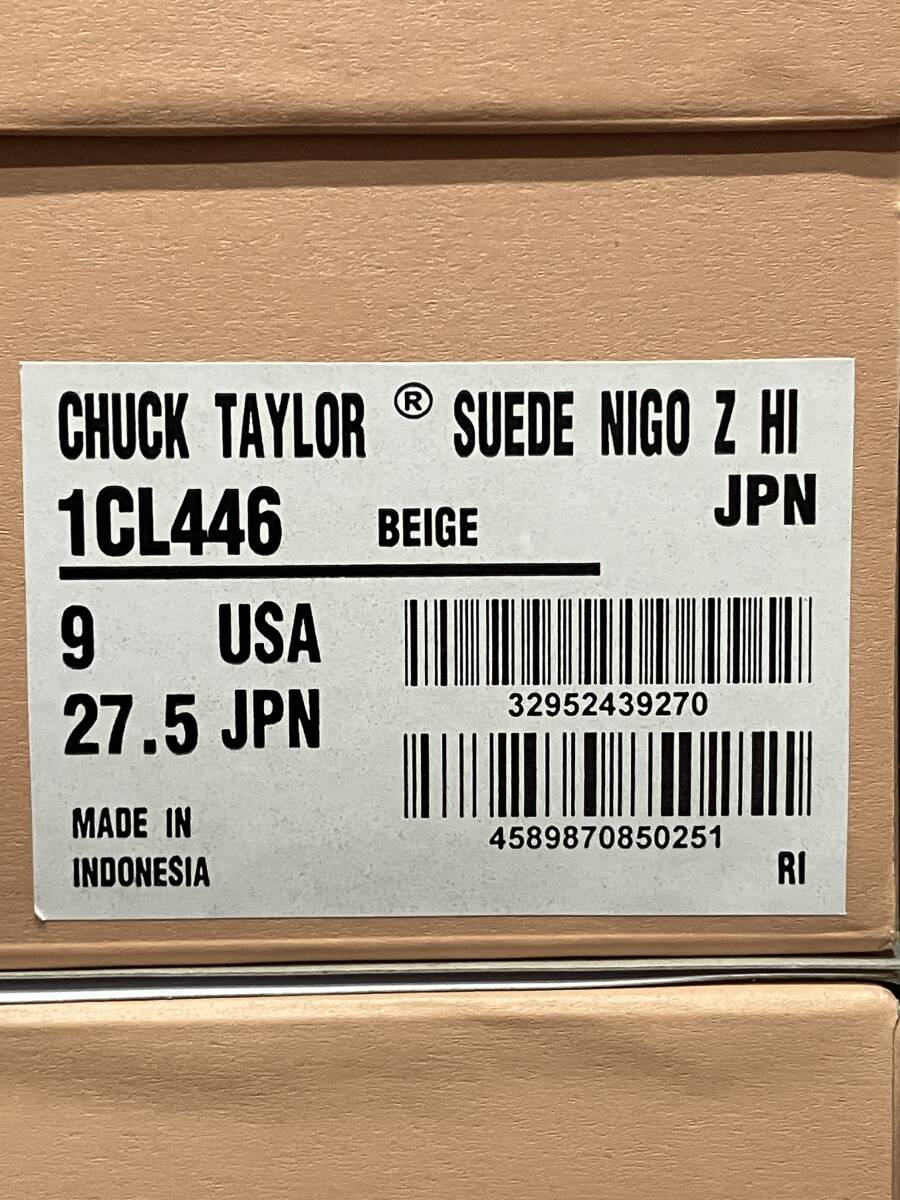 CHUCK TAYLOR ® SUEDE NIGO Z HI
1CL446 BEIGE JPN
9 USA
27.5 JPN
32952439270
4589870850251
MADE IN
INDONESIA
RI